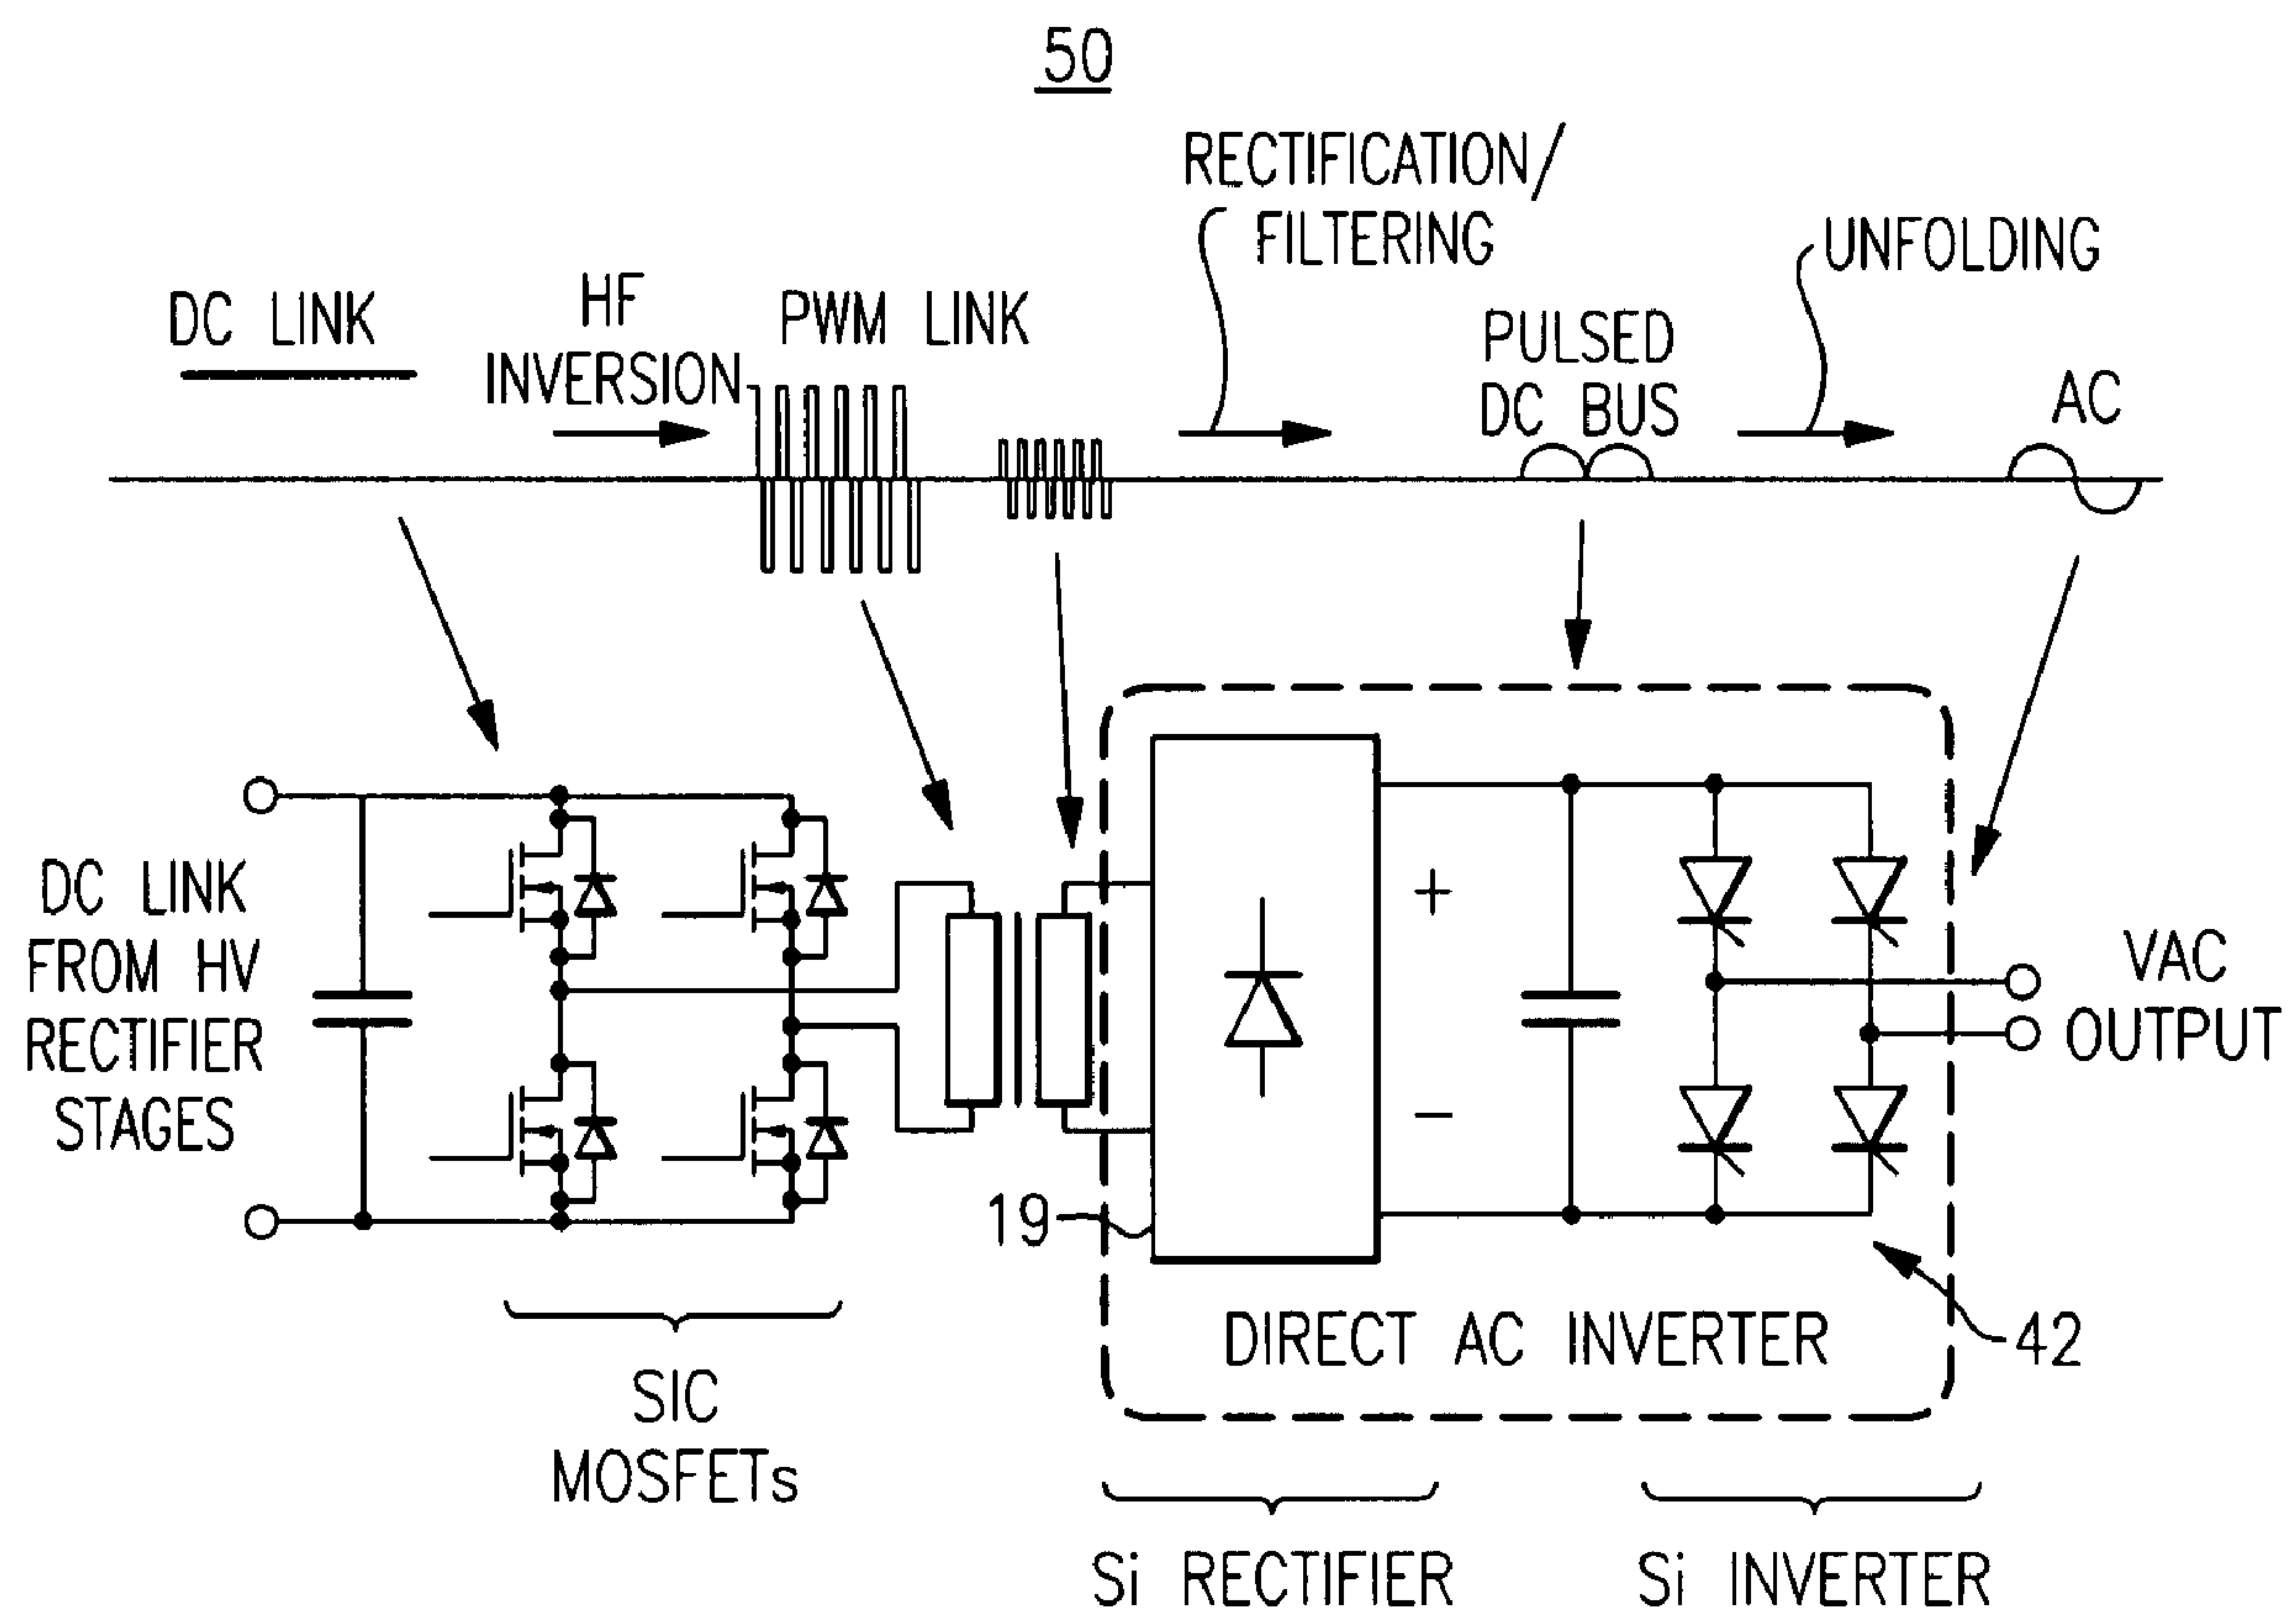 50
RECTIFICATION/
FILTERING
UNFOLDING
DC LINK
HF
INVERSION
PWM LINK
PULSED
DC BUS
AC
DC LINK
FROM HV
RECTIFIER
STAGES
+
−
VAC
OUTPUT
19
DIRECT AC INVERTER
42
SIC
MOSFETs
Si RECTIFIER
Si INVERTER